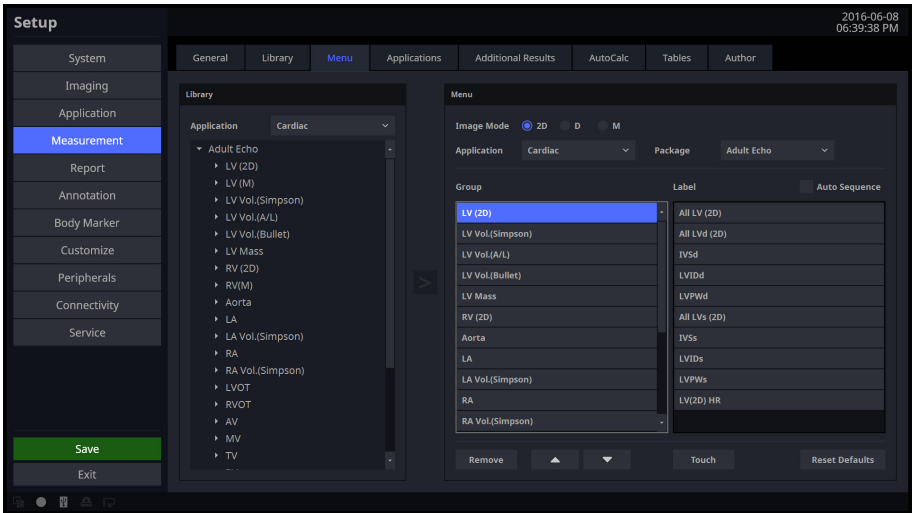 Setup
2016-06-08
06:39:38 PM
System
Imaging
Application
Measurement
Report
Annotation
Body Marker
Customize
Peripherals
Connectivity
Service
Save
Exit
General Library Menu Applications Additional Results AutoCalc Tables Author
Library
Application Cardiac
Adult Echo
LV (2D)
LV (M)
LV Vol.(Simpson)
LV Vol.(A/L)
LV Vol.(Bullet)
LV Mass
RV (2D)
RV(M)
Aorta
LA
LA Vol.(Simpson)
RA
RA Vol.(Simpson)
LVOT
RVOT
AV
MV
TV
>
Menu
Image Mode 2D D M
Application Cardiac Package Adult Echo
Group
LV (2D)
LV Vol.(Simpson)
LV Vol.(A/L)
LV Vol.(Bullet)
LV Mass
RV (2D)
Aorta
LA
LA Vol.(Simpson)
RA
RA Vol.(Simpson)
Label Auto Sequence
All LV (2D)
All LVd (2D)
IVSd
LVIDd
LVPWd
All LVs (2D)
IVSs
LVIDs
LVPWs
LV(2D) HR
Remove Touch Reset Defaults